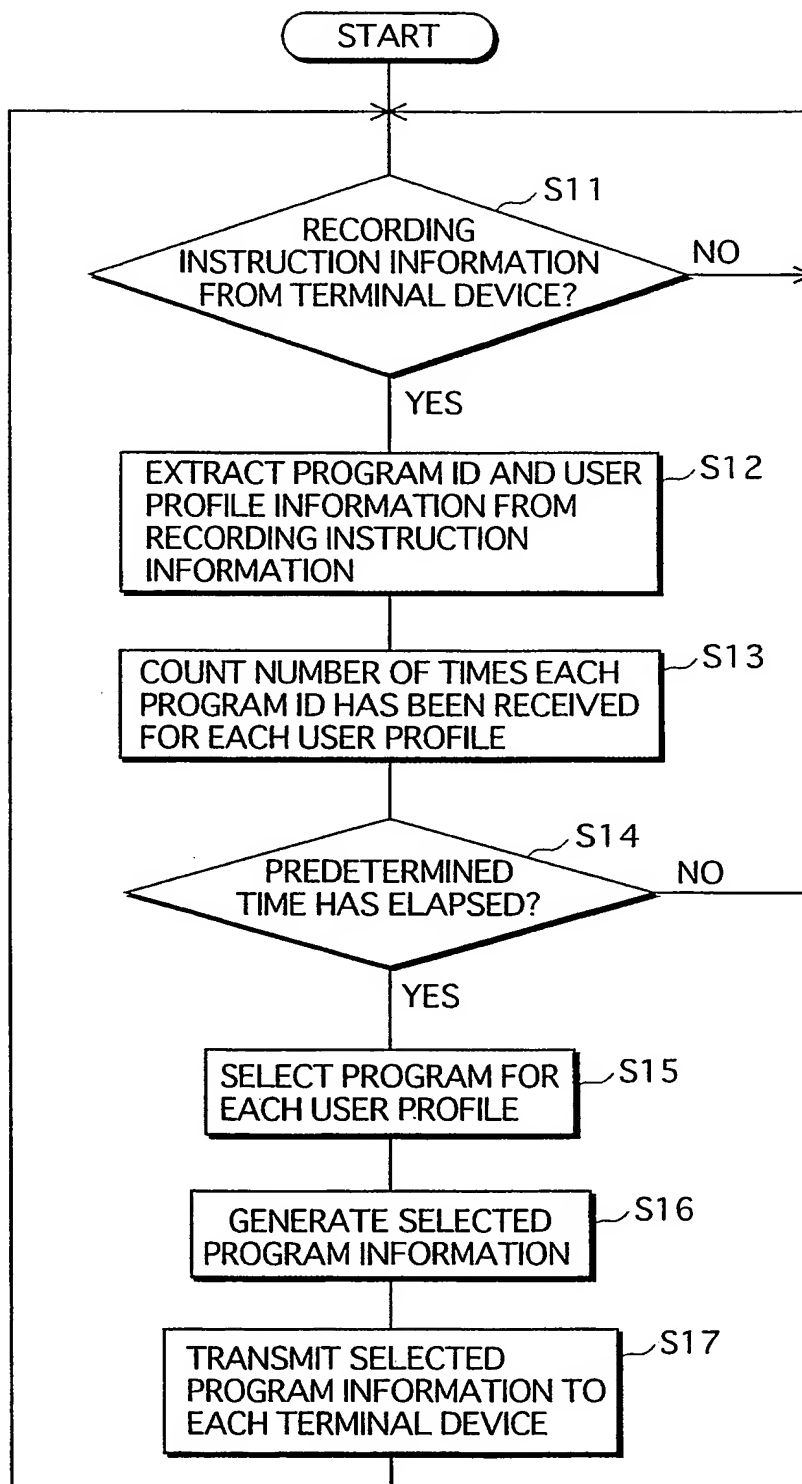 START
S11
RECORDING
INSTRUCTION INFORMATION
FROM TERMINAL DEVICE?
NO
YES
EXTRACT PROGRAM ID AND USER
PROFILE INFORMATION FROM
RECORDING INSTRUCTION
INFORMATION
S12
COUNT NUMBER OF TIMES EACH
PROGRAM ID HAS BEEN RECEIVED
FOR EACH USER PROFILE
S13
S14
PREDETERMINED
TIME HAS ELAPSED?
NO
YES
SELECT PROGRAM FOR
EACH USER PROFILE
S15
GENERATE SELECTED
PROGRAM INFORMATION
S16
TRANSMIT SELECTED
PROGRAM INFORMATION TO
EACH TERMINAL DEVICE
S17